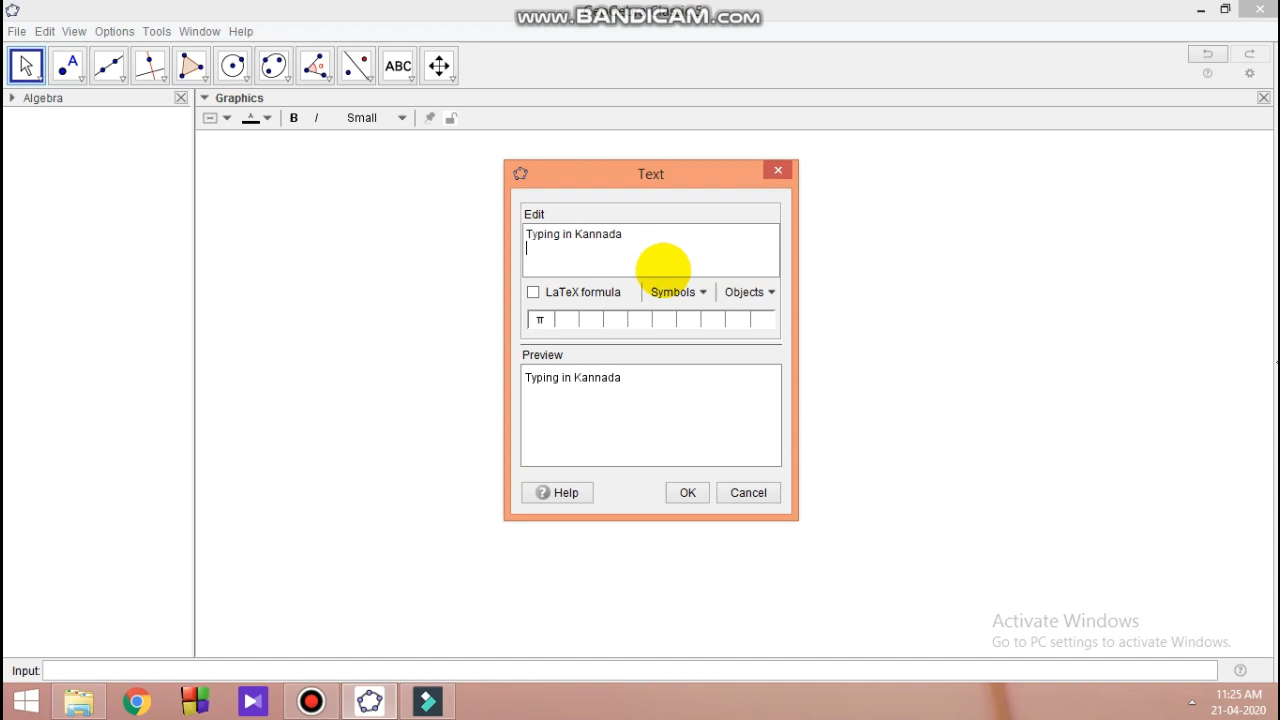 www.BANDICAM.com
File Edit View Options Tools Window Help
A
ABC
Algebra
Graphics
A B I Small
Text
Edit
Typing in Kannada
LaTeX formula Symbols Objects
π
Preview
Typing in Kannada
Help OK Cancel
Activate Windows
Go to PC settings to activate Windows.
Input:
11:25 AM
21-04-2020